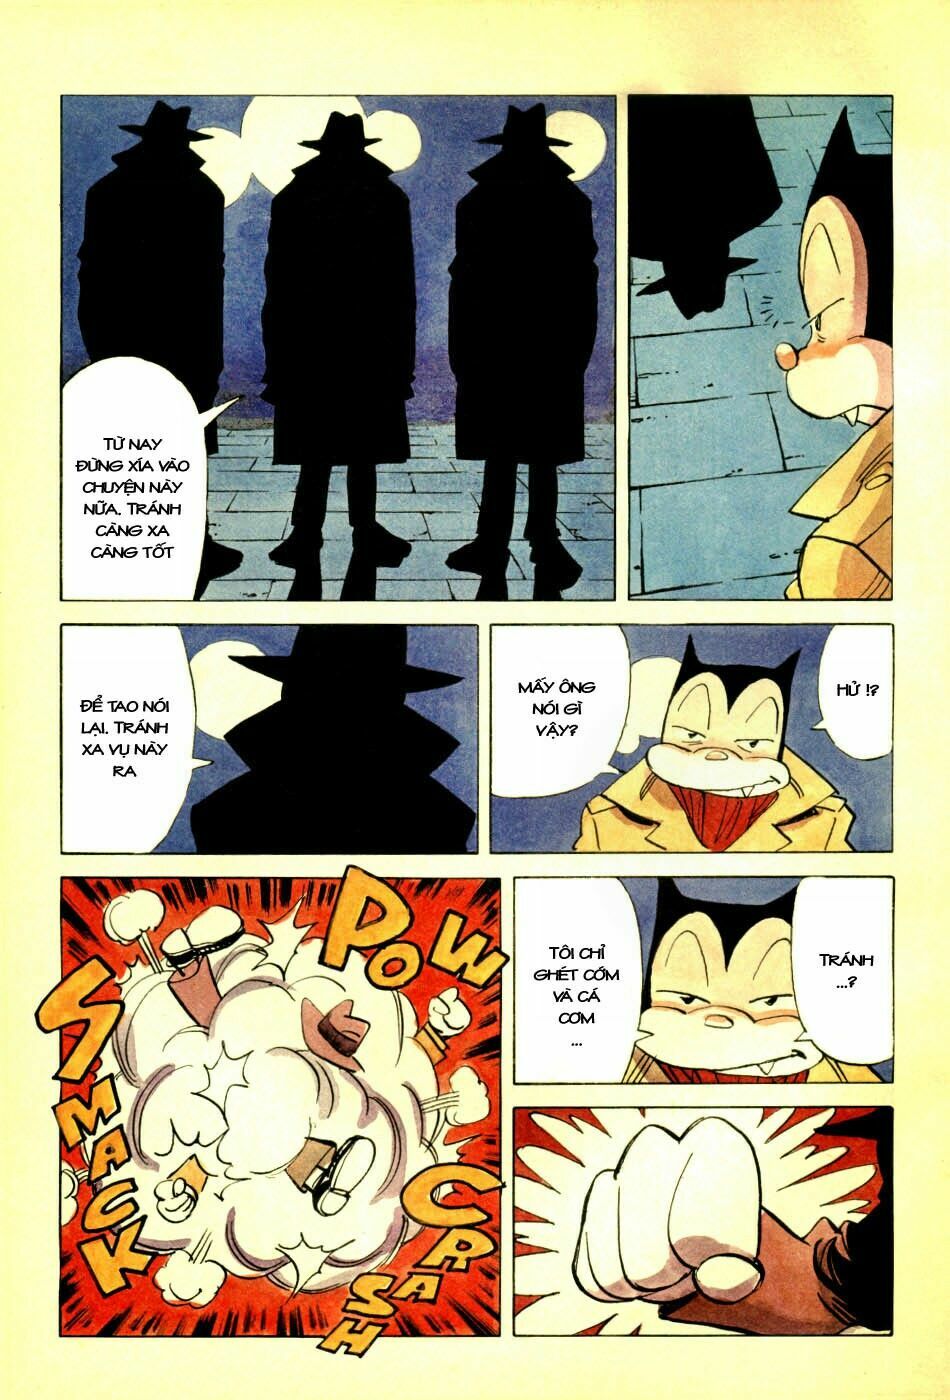 TỪ NAY
ĐỪNG XÍA VÀO
CHUYỆN NÀY
NỮA. TRÁNH
CÀNG XA
CÀNG TỐT
ĐỂ TAO NÓI
LẠI. TRÁNH
XA VỤ NÀY
RA
MẤY ÔNG
NÓI GÌ
VẬY?
HỬ !?
POW
SMACK
CRASH
TÔI CHỈ
GHÉT CỚM
VÀ CÁ
CƠM
...
TRÁNH
...?